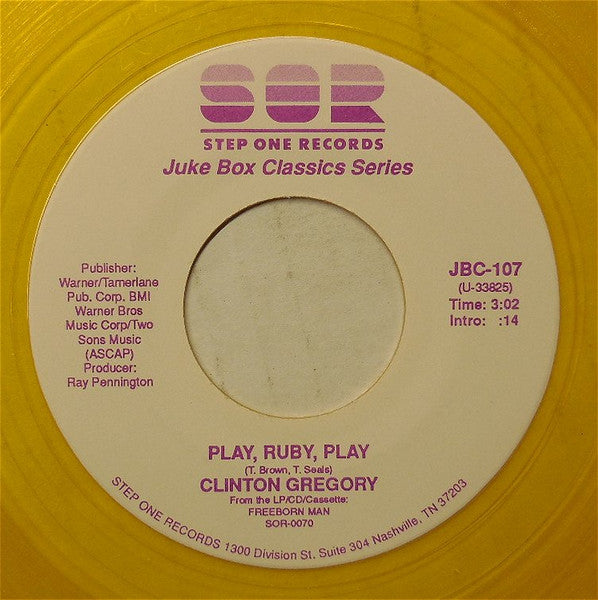 SOR
STEP ONE RECORDS
Juke Box Classics Series
Publisher:
Warner/Tamerlane
Pub. Corp. BMI
Warner Bros
Music Corp/Two
Sons Music
(ASCAP)
Producer:
Ray Pennington
JBC-107
(U-33825)
Time: 3:02
Intro: :14
PLAY, RUBY, PLAY
(T. Brown, T. Seals)
CLINTON GREGORY
From the LP/CD/Cassette:
FREEBORN MAN
SOR-0070
STEP ONE RECORDS 1300 Division St. Suite 304 Nashville, TN 37203